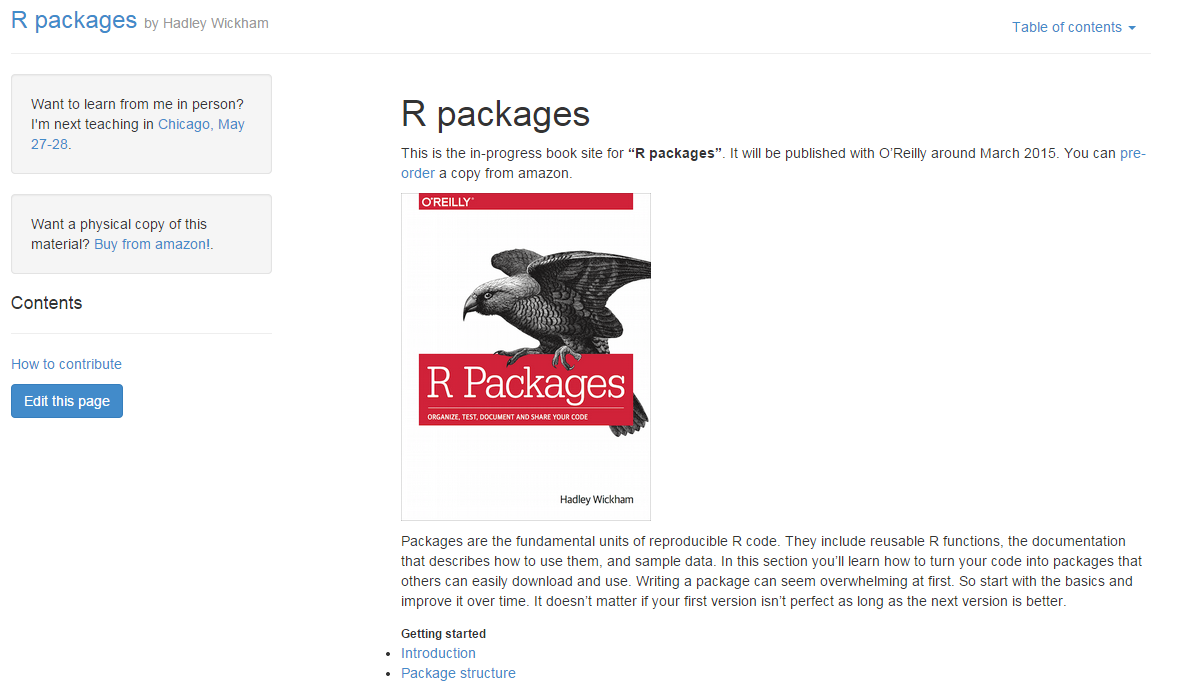 R packages by Hadley Wickham
Table of contents
Want to learn from me in person?
I'm next teaching in Chicago, May
27-28.
Want a physical copy of this
material? Buy from amazon!.
Contents
How to contribute
Edit this page
R packages
This is the in-progress book site for “R packages”. It will be published with O’Reilly around March 2015. You can pre-
order a copy from amazon.
O'REILLY®
R Packages
ORGANIZE, TEST, DOCUMENT AND SHARE YOUR CODE
Hadley Wickham
Packages are the fundamental units of reproducible R code. They include reusable R functions, the documentation
that describes how to use them, and sample data. In this section you’ll learn how to turn your code into packages that
others can easily download and use. Writing a package can seem overwhelming at first. So start with the basics and
improve it over time. It doesn’t matter if your first version isn’t perfect as long as the next version is better.
Getting started
• Introduction
• Package structure